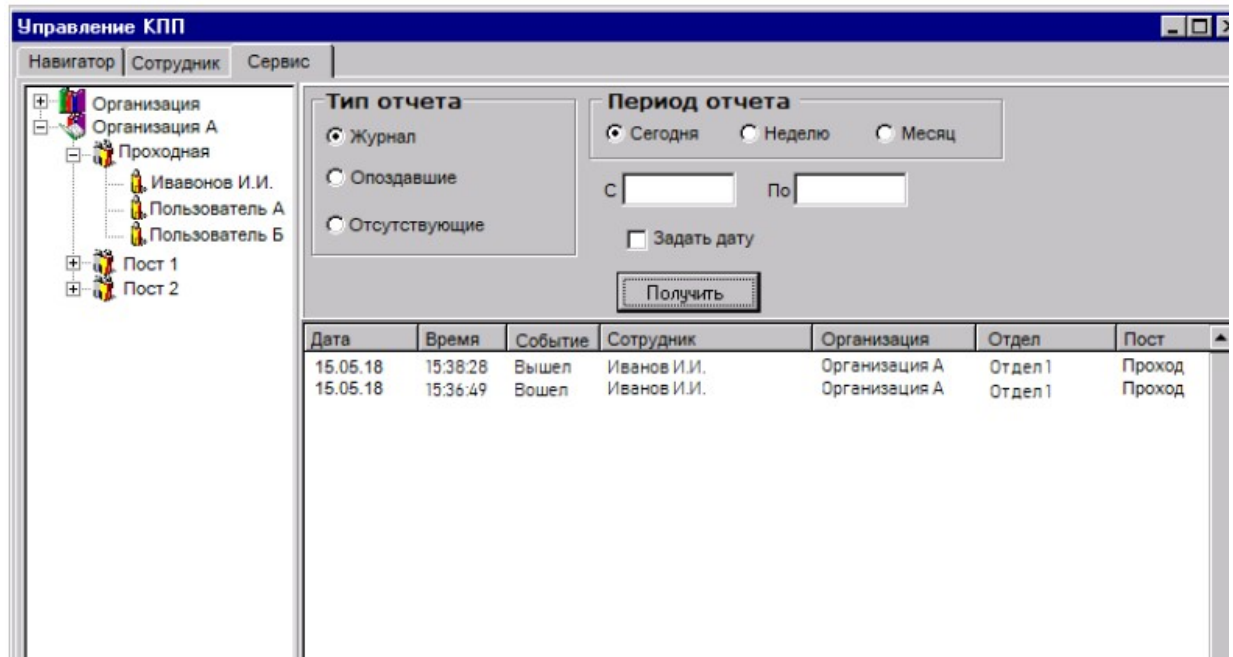 Управление КПП
Навигатор Сотрудник Сервис
Организация
Организация А
Проходная
Ивавонов И.И.
Пользователь А
Пользователь Б
Пост 1
Пост 2
Тип отчета
Журнал
Опоздавшие
Отсутствующие
Период отчета
Сегодня Неделю Месяц
С По
Задать дату
Получить
Дата Время Событие Сотрудник Организация Отдел Пост
15.05.18 15:38:28 Вышел Иванов И.И. Организация А Отдел1 Проход
15.05.18 15:36:49 Вошел Иванов И.И. Организация А Отдел1 Проход